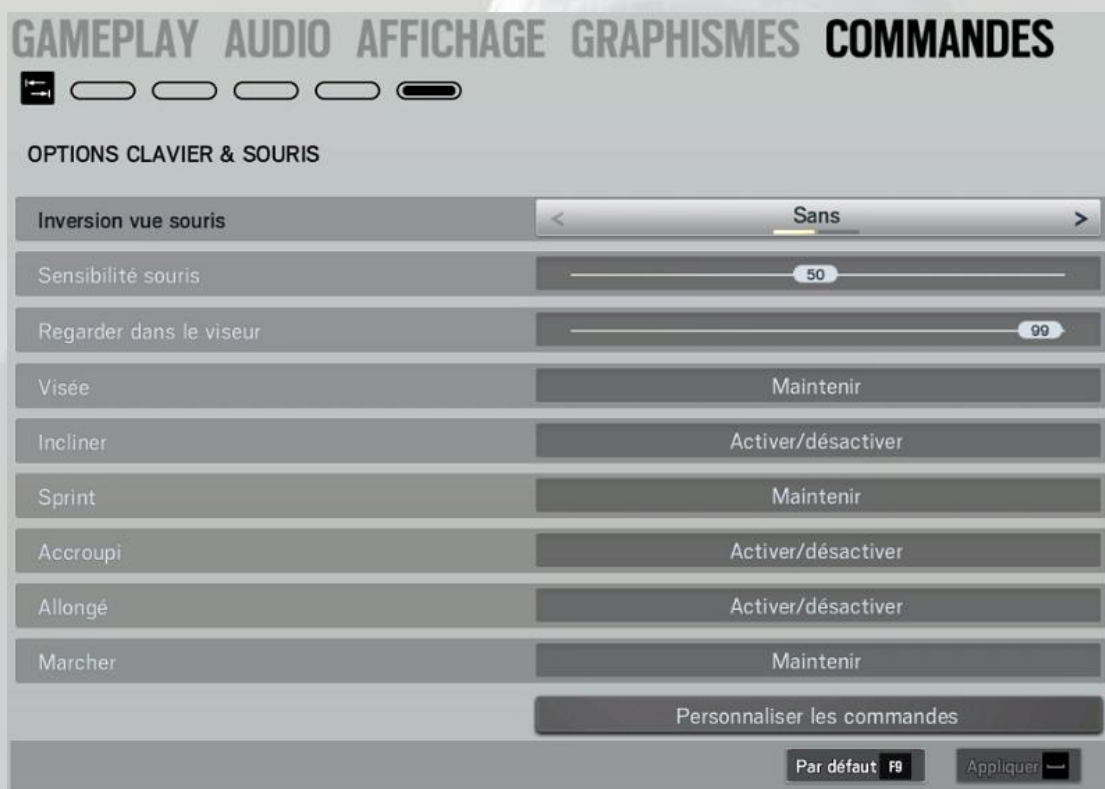 GAMEPLAY AUDIO AFFICHAGE GRAPHISMES COMMANDES
OPTIONS CLAVIER & SOURIS
Inversion vue souris < Sans >
Sensibilité souris 50
Regarder dans le viseur 99
Visée Maintenir
Incliner Activer/désactiver
Sprint Maintenir
Accroupi Activer/désactiver
Allongé Activer/désactiver
Marcher Maintenir
Personnaliser les commandes
Par défaut F9 Appliquer